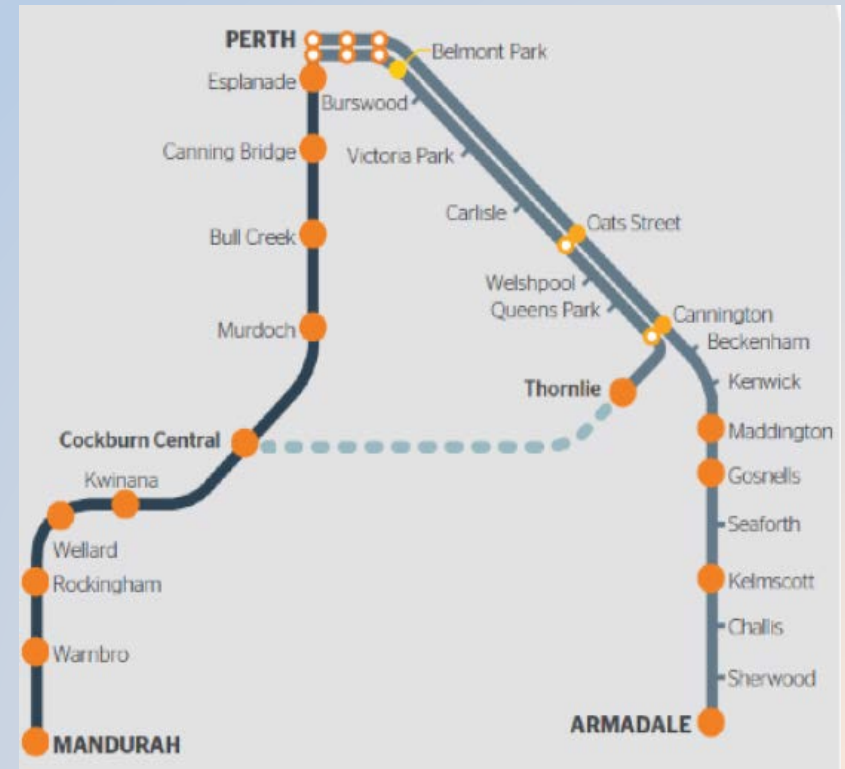 PERTH
Belmont Park
Esplanade
Burswood
Canning Bridge
Victoria Park
Carlisle
Oats Street
Bull Creek
Welshpool
Queens Park
Cannington
Murdoch
Beckenham
Thornlie
Kenwick
Maddington
Cockburn Central
Gosnells
Kwinana
Seaforth
Wellard
Rockingham
Kelmscott
Challis
Warnbro
Sherwood
ARMADALE
MANDURAH